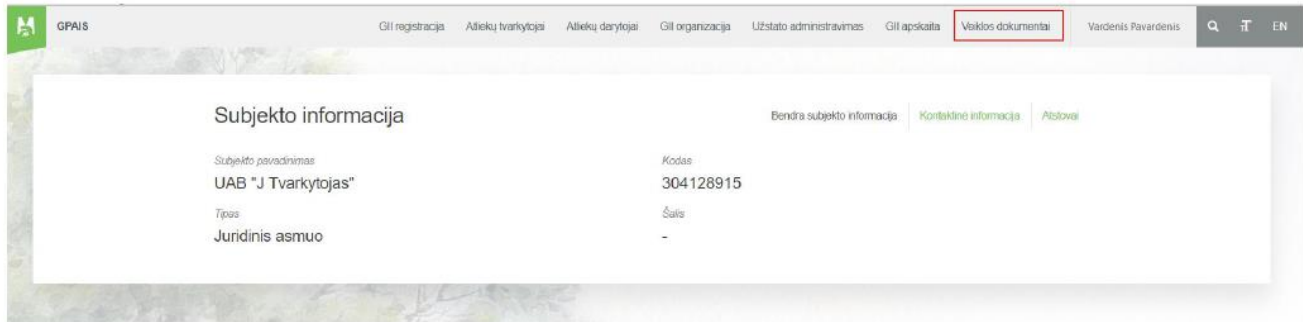 GPAIS GII registracija Atliekų tvarkytojai Atliekų darytojai GII organizacija Užstato administravimas GII apskaita Veiklos dokumentai Vardenis Pavardenis EN
Subjekto informacija Bendra subjekto informacija Kontaktinė informacija Atstovai
Subjekto pavadinimas Kodas
UAB "J Tvarkytojas" 304128915
Tipas Šalis
Juridinis asmuo -